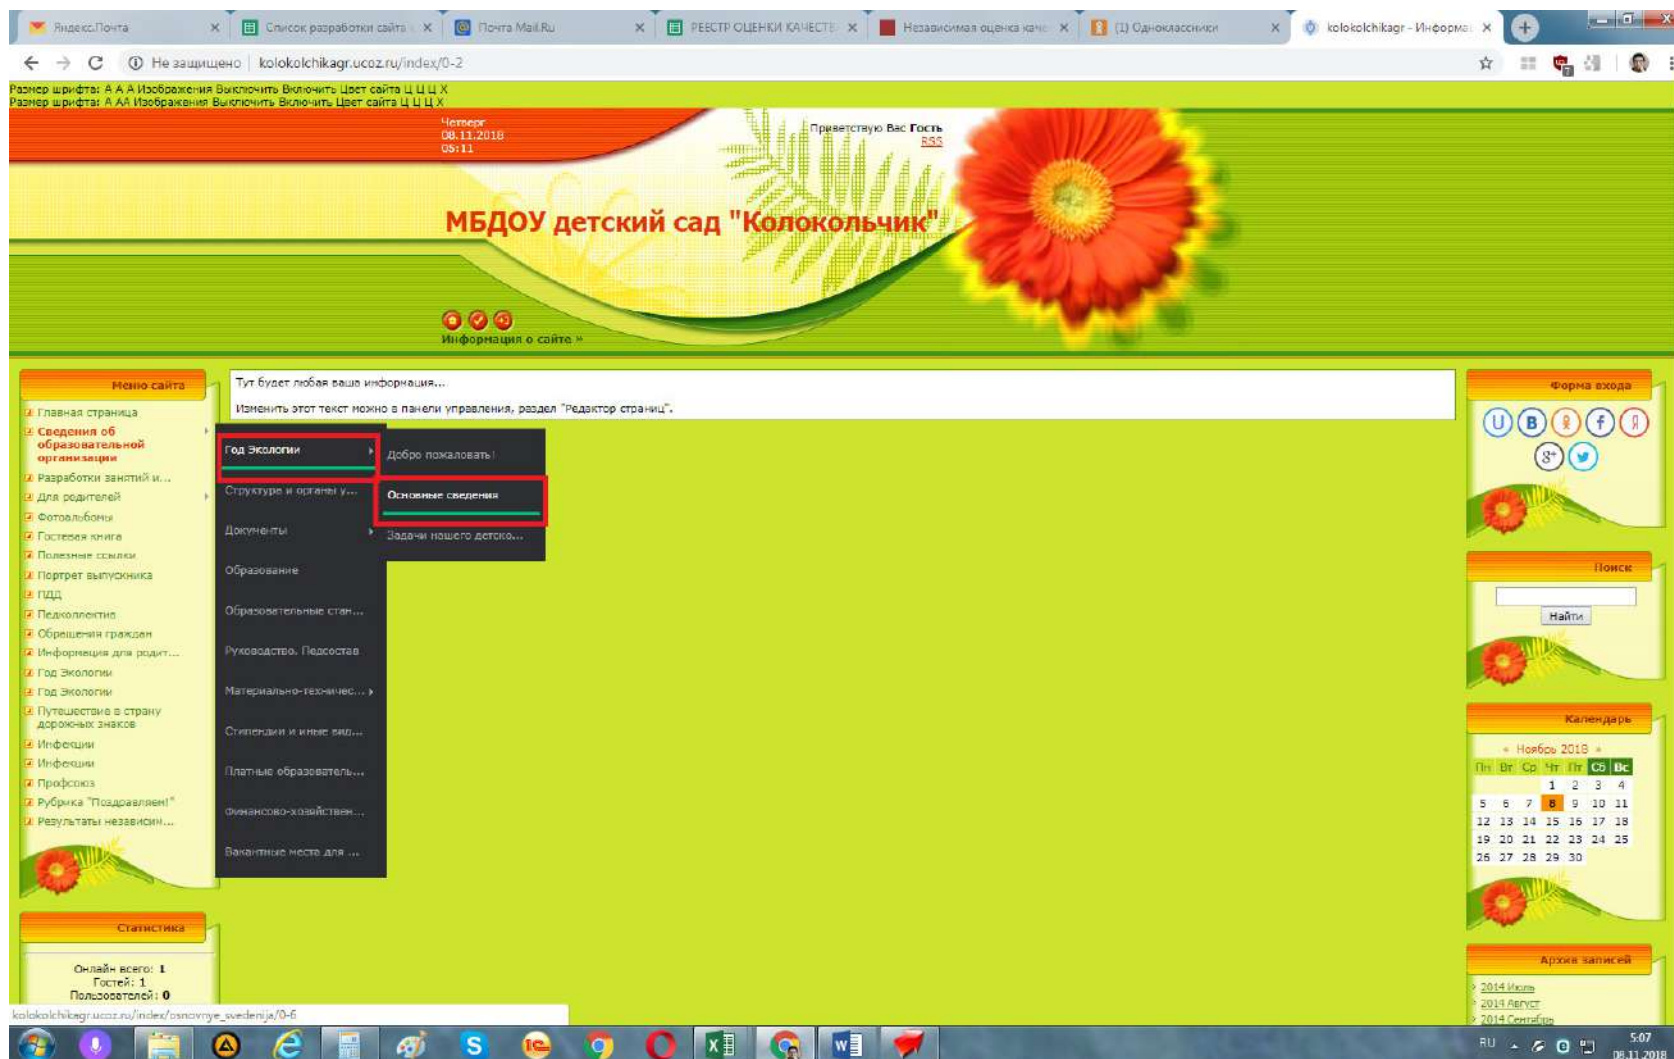 Яндекс.Почта
Список разработки сайта
Почта Mail.Ru
РЕЕСТР ОЦЕНКИ КАЧЕСТВ
Независимая оценка каче
(1) Одноклассники
kolokolchikagr - Информа
Не защищено | kolokolchikagr.ucoz.ru/index/0-2
Размер шрифта: А А А Изображения Выключить Включить Цвет сайта Ц Ц Ц Х
Размер шрифта: А АА Изображения Выключить Включить Цвет сайта Ц Ц Ц Х
Четверг
08.11.2018
05:11
Приветствую Вас Гость
RSS
МБДОУ детский сад "Колокольчик"
Информация о сайте »
Меню сайта
Главная страница
Сведения об
образовательной
организации
Разработки занятий и...
Для родителей
Фотоальбомы
Гостевая книга
Полезные ссылки
Портрет выпускника
ПДД
Педколлектив
Обращения граждан
Информация для родит...
Год Экологии
Год Экологии
Путешествие в страну
дорожных знаков
Инфекции
Инфекции
Профсоюз
Рубрика "Поздравляем!"
Результаты независим...
Статистика
Онлайн всего: 1
Гостей: 1
Пользователей: 0
kolokolchikagr.ucoz.ru/index/osnovnye_svedenija/0-6
Тут будет любая ваша информация...
Изменить этот текст можно в панели управления, раздел "Редактор страниц".
Год Экологии
Структура и органы у...
Документы
Образование
Образовательные стан...
Руководство. Педсостав
Материально-техничес...
Стипендии и иные вид...
Платные образователь...
Финансово-хозяйствен...
Вакантные места для ...
Добро пожаловать!
Основные сведения
Задачи нашего детско...
Форма входа
Поиск
Найти
Календарь
« Ноябрь 2018 »
Пн Вт Ср Чт Пт Сб Вс
1 2 3 4
5 6 7 8 9 10 11
12 13 14 15 16 17 18
19 20 21 22 23 24 25
26 27 28 29 30
Архив записей
2014 Июль
2014 Август
2014 Сентябрь
RU
5:07
08.11.2018